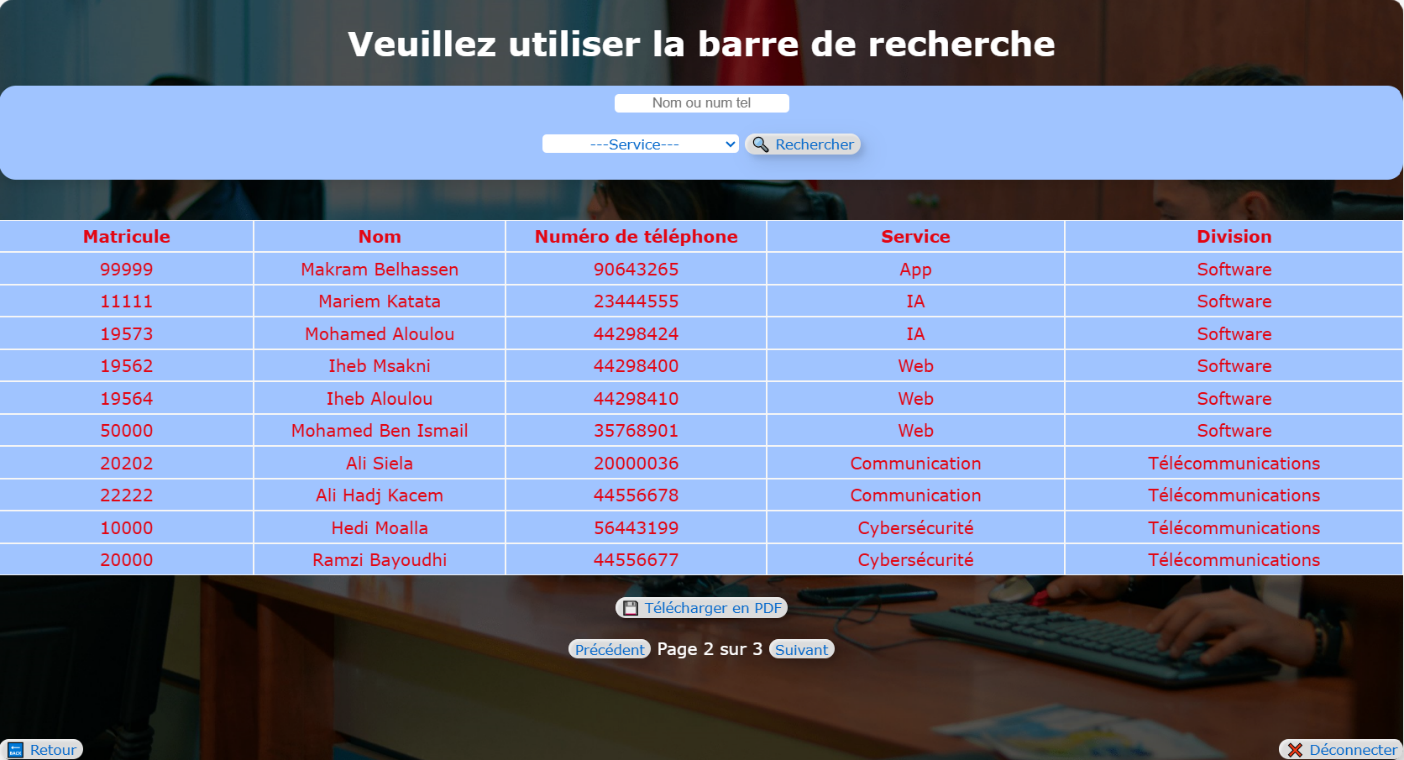 Veuillez utiliser la barre de recherche
Nom ou num tel
---Service--- Rechercher
Matricule Nom Numéro de téléphone Service Division
99999 Makram Belhassen 90643265 App Software
11111 Mariem Katata 23444555 IA Software
19573 Mohamed Aloulou 44298424 IA Software
19562 Iheb Msakni 44298400 Web Software
19564 Iheb Aloulou 44298410 Web Software
50000 Mohamed Ben Ismail 35768901 Web Software
20202 Ali Siela 20000036 Communication Télécommunications
22222 Ali Hadj Kacem 44556678 Communication Télécommunications
10000 Hedi Moalla 56443199 Cybersécurité Télécommunications
20000 Ramzi Bayoudhi 44556677 Cybersécurité Télécommunications
Télécharger en PDF
Précédent Page 2 sur 3 Suivant
BACK Retour Déconnecter